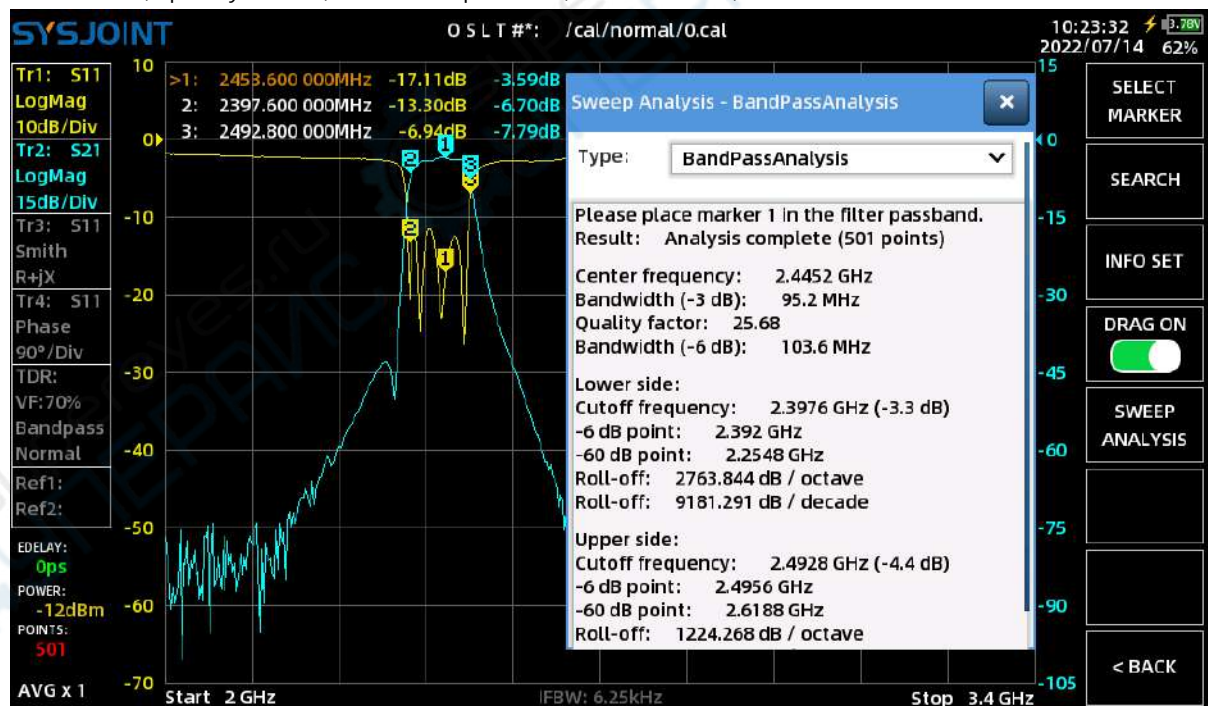 SYSJOINT
O S L T #*: /cal/normal/0.cal
10:23:32 3.78V
2022/07/14 62%
Tr1: S11
LogMag
10dB/Div
Tr2: S21
LogMag
15dB/Div
Tr3: S11
Smith
R+jX
Tr4: S11
Phase
90°/Div
TDR:
VF:70%
Bandpass
Normal
Ref1:
Ref2:
EDELAY:
0ps
POWER:
-12dBm
POINTS:
501
AVG x 1
10
0
-10
-20
-30
-40
-50
-60
-70
>1: 2453.600 000MHz -17.11dB -3.59dB
2: 2397.600 000MHz -13.30dB -6.70dB
3: 2492.800 000MHz -6.94dB -7.79dB
2
1
3
3
2
1
Sweep Analysis - BandPassAnalysis
Type: BandPassAnalysis
Please place marker 1 in the filter passband.
Result: Analysis complete (501 points)
Center frequency: 2.4452 GHz
Bandwidth (-3 dB): 95.2 MHz
Quality factor: 25.68
Bandwidth (-6 dB): 103.6 MHz
Lower side:
Cutoff frequency: 2.3976 GHz (-3.3 dB)
-6 dB point: 2.392 GHz
-60 dB point: 2.2548 GHz
Roll-off: 2763.844 dB / octave
Roll-off: 9181.291 dB / decade
Upper side:
Cutoff frequency: 2.4928 GHz (-4.4 dB)
-6 dB point: 2.4956 GHz
-60 dB point: 2.6188 GHz
Roll-off: 1224.268 dB / octave
15
0
-15
-30
-45
-60
-75
-90
-105
Start 2 GHz
IFBW: 6.25kHz
Stop 3.4 GHz
SELECT
MARKER
SEARCH
INFO SET
DRAG ON
SWEEP
ANALYSIS
< BACK